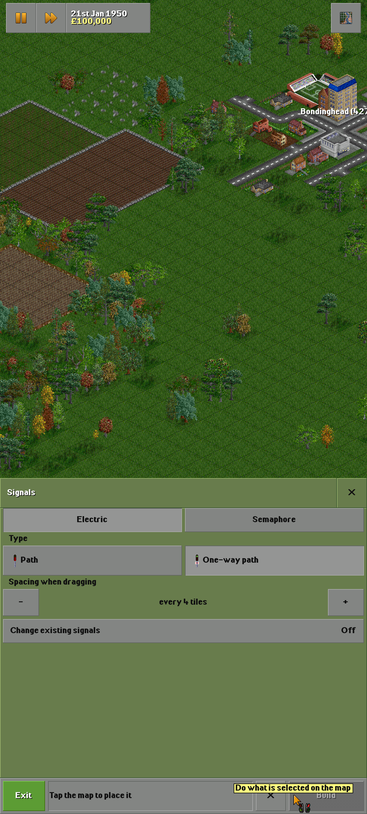 21st Jan 1950
£100,000
Bondinghead (427
Signals
Electric
Semaphore
Type
Path
One-way path
Spacing when dragging
-
every 4 tiles
+
Change existing signals
Off
Do what is selected on the map
Exit
Tap the map to place it
Build